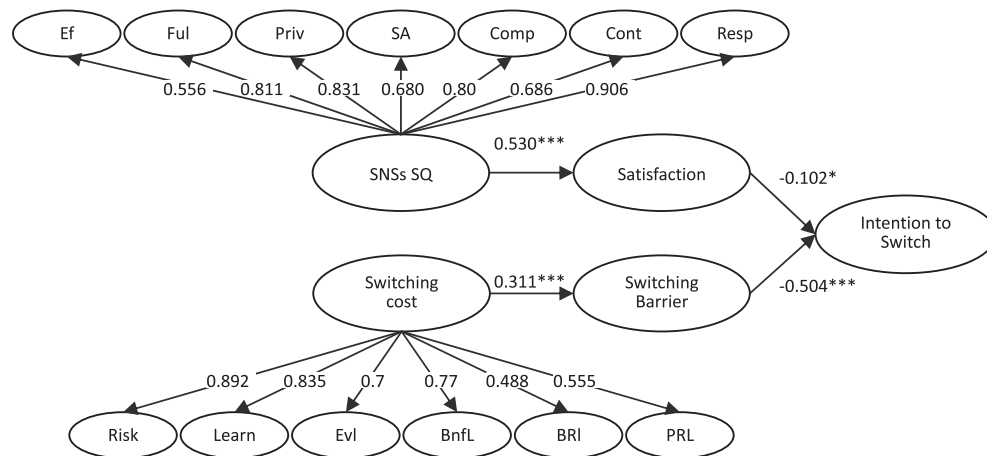 Ef
Ful
Priv
SA
Comp
Cont
Resp
0.556
0.811
0.831
0.680
0.80
0.686
0.906
SNSs SQ
0.530***
Satisfaction
-0.102*
Intention to
Switch
Switching
cost
0.311***
Switching
Barrier
-0.504***
0.892
0.835
0.7
0.77
0.488
0.555
Risk
Learn
Evl
BnfL
BRl
PRL